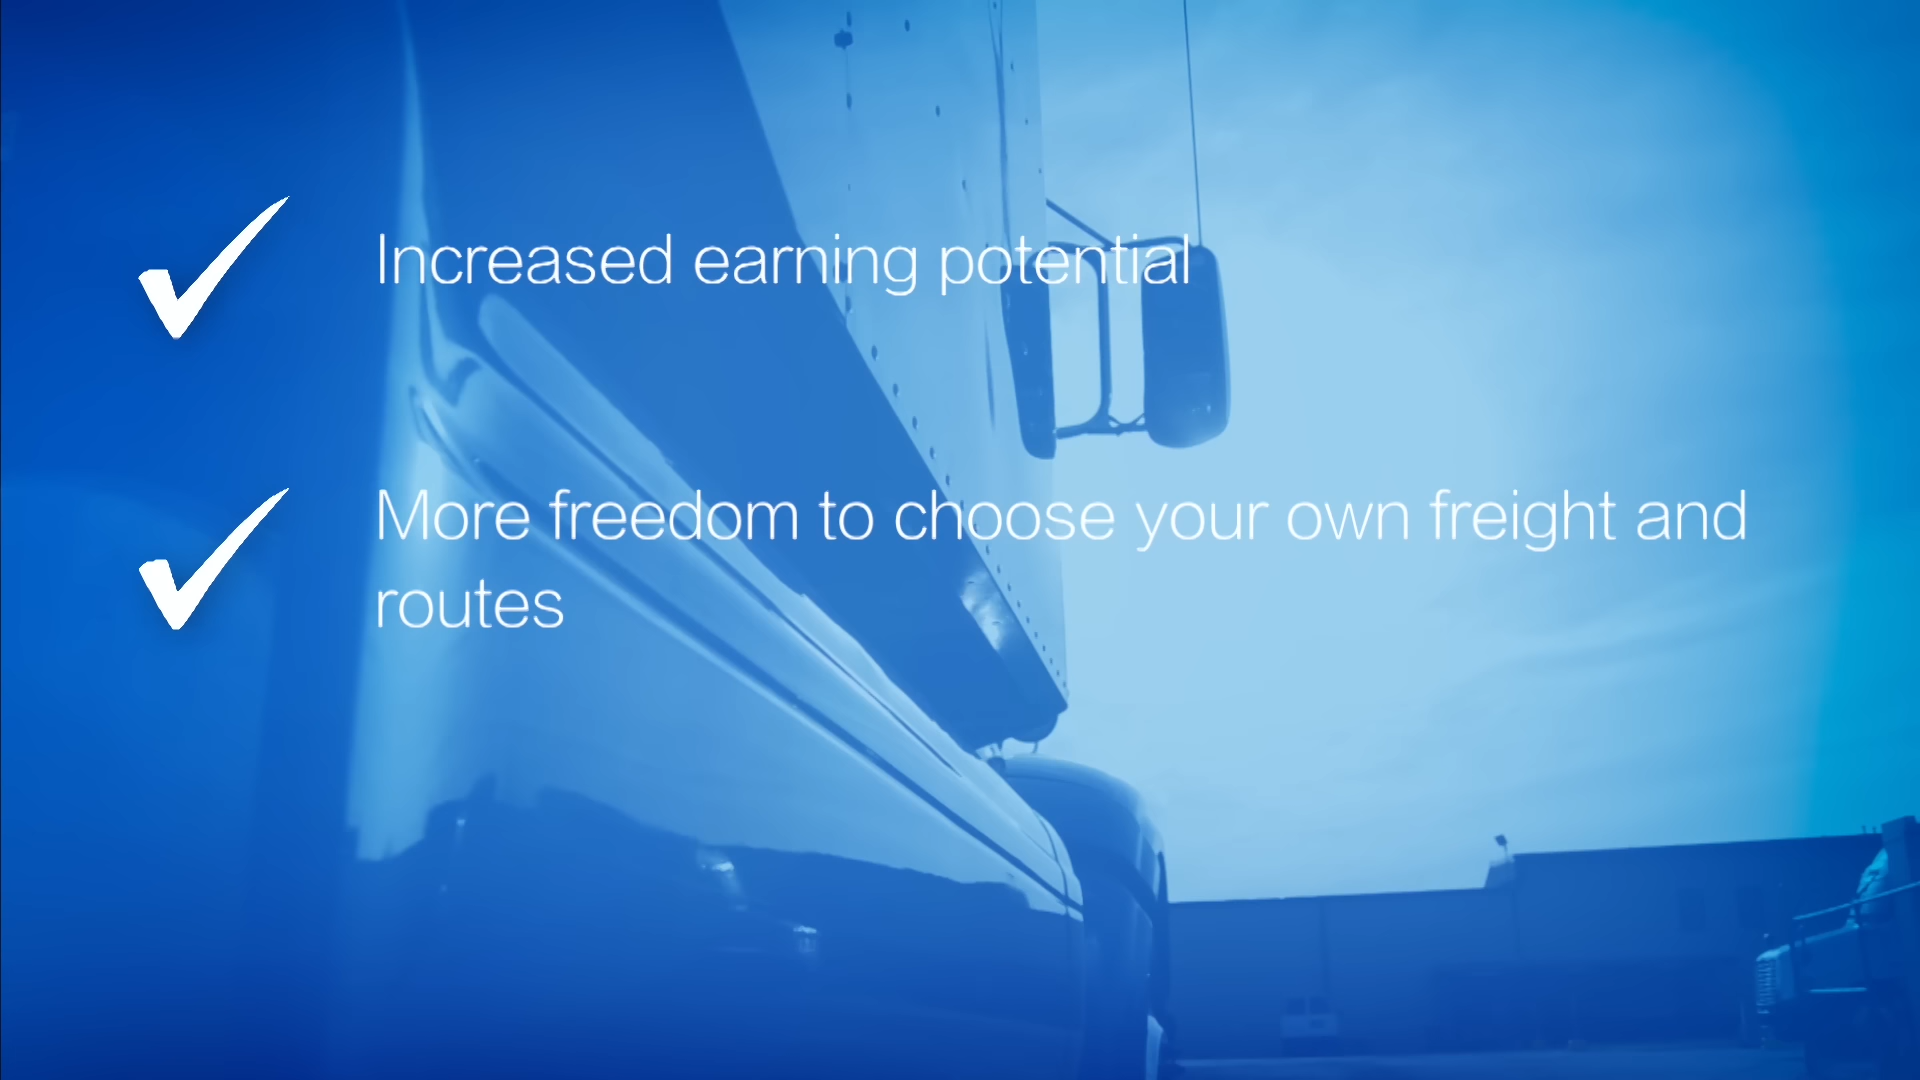 Increased earning potential
More freedom to choose your own freight and
routes